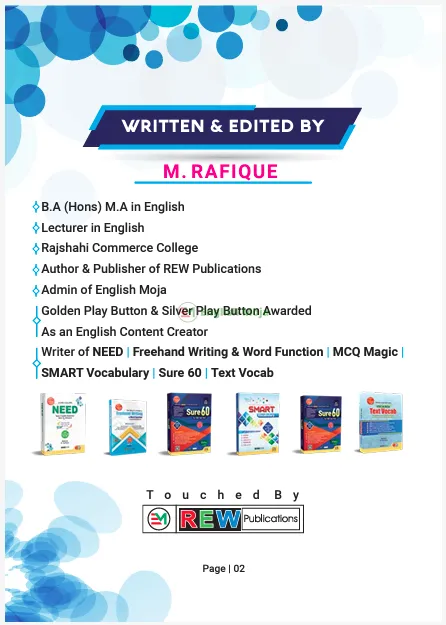 WRITTEN & EDITED BY
M. RAFIQUE
B.A (Hons) M.A in English
Lecturer in English
Rajshahi Commerce College
Author & Publisher of REW Publications
Admin of English Moja
Golden Play Button & Silver Play Button Awarded
As an English Content Creator
Writer of NEED | Freehand Writing & Word Function | MCQ Magic |
SMART Vocabulary | Sure 60 | Text Vocab
NEED
Sure 60
SMART
Sure 60
Text Vocab
Touched By
EM REW Publications
Page | 02